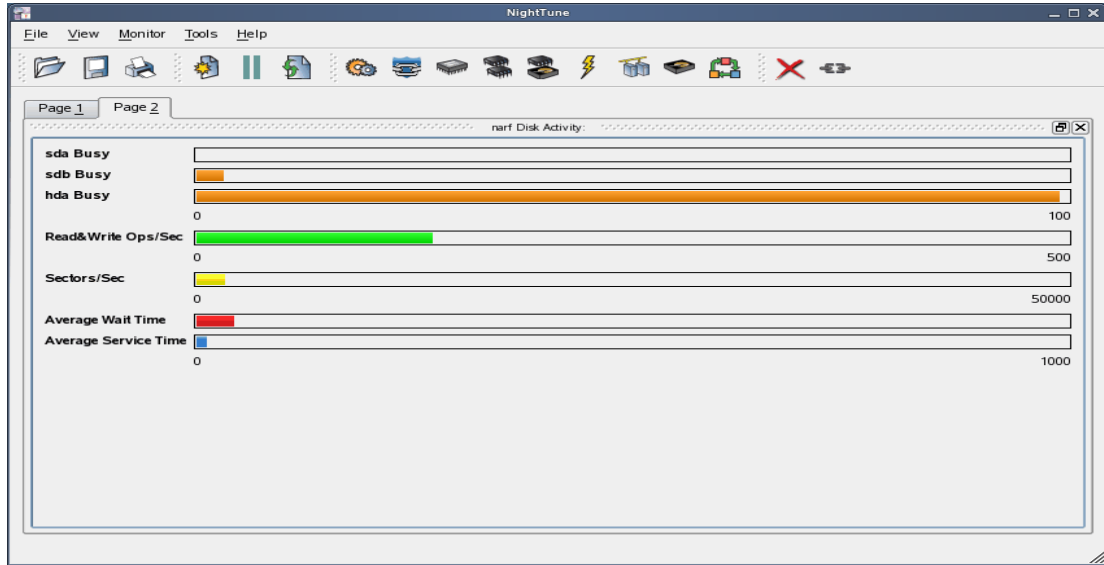 NightTune
File View Monitor Tools Help
Page 1 Page 2
narf Disk Activity:
sda Busy
sdb Busy
hda Busy
0 100
Read&Write Ops/Sec
0 500
Sectors/Sec
0 50000
Average Wait Time
Average Service Time
0 1000